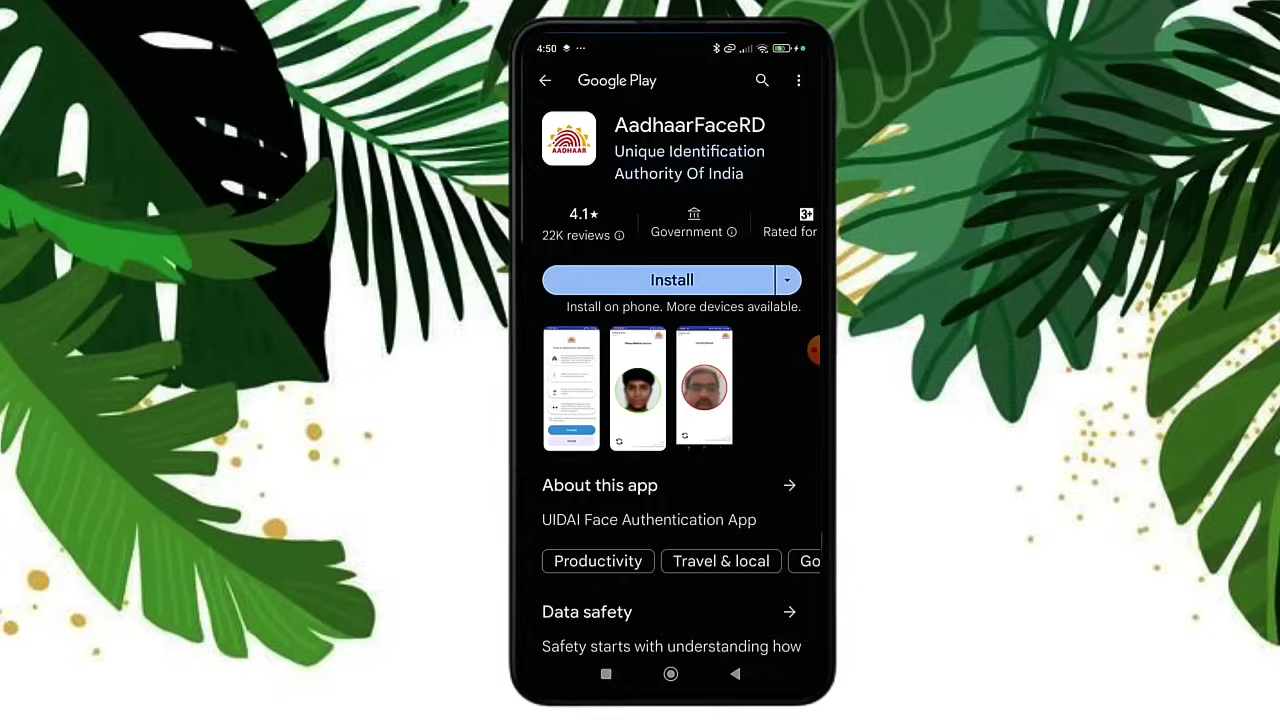 4:50
Google Play
AADHAAR
AadhaarFaceRD
Unique Identification
Authority Of India
4.1★
22K reviews
Government
3+
Rated for
Install
Install on phone. More devices available.
About this app
UIDAI Face Authentication App
Productivity
Travel & local
Go
Data safety
Safety starts with understanding how